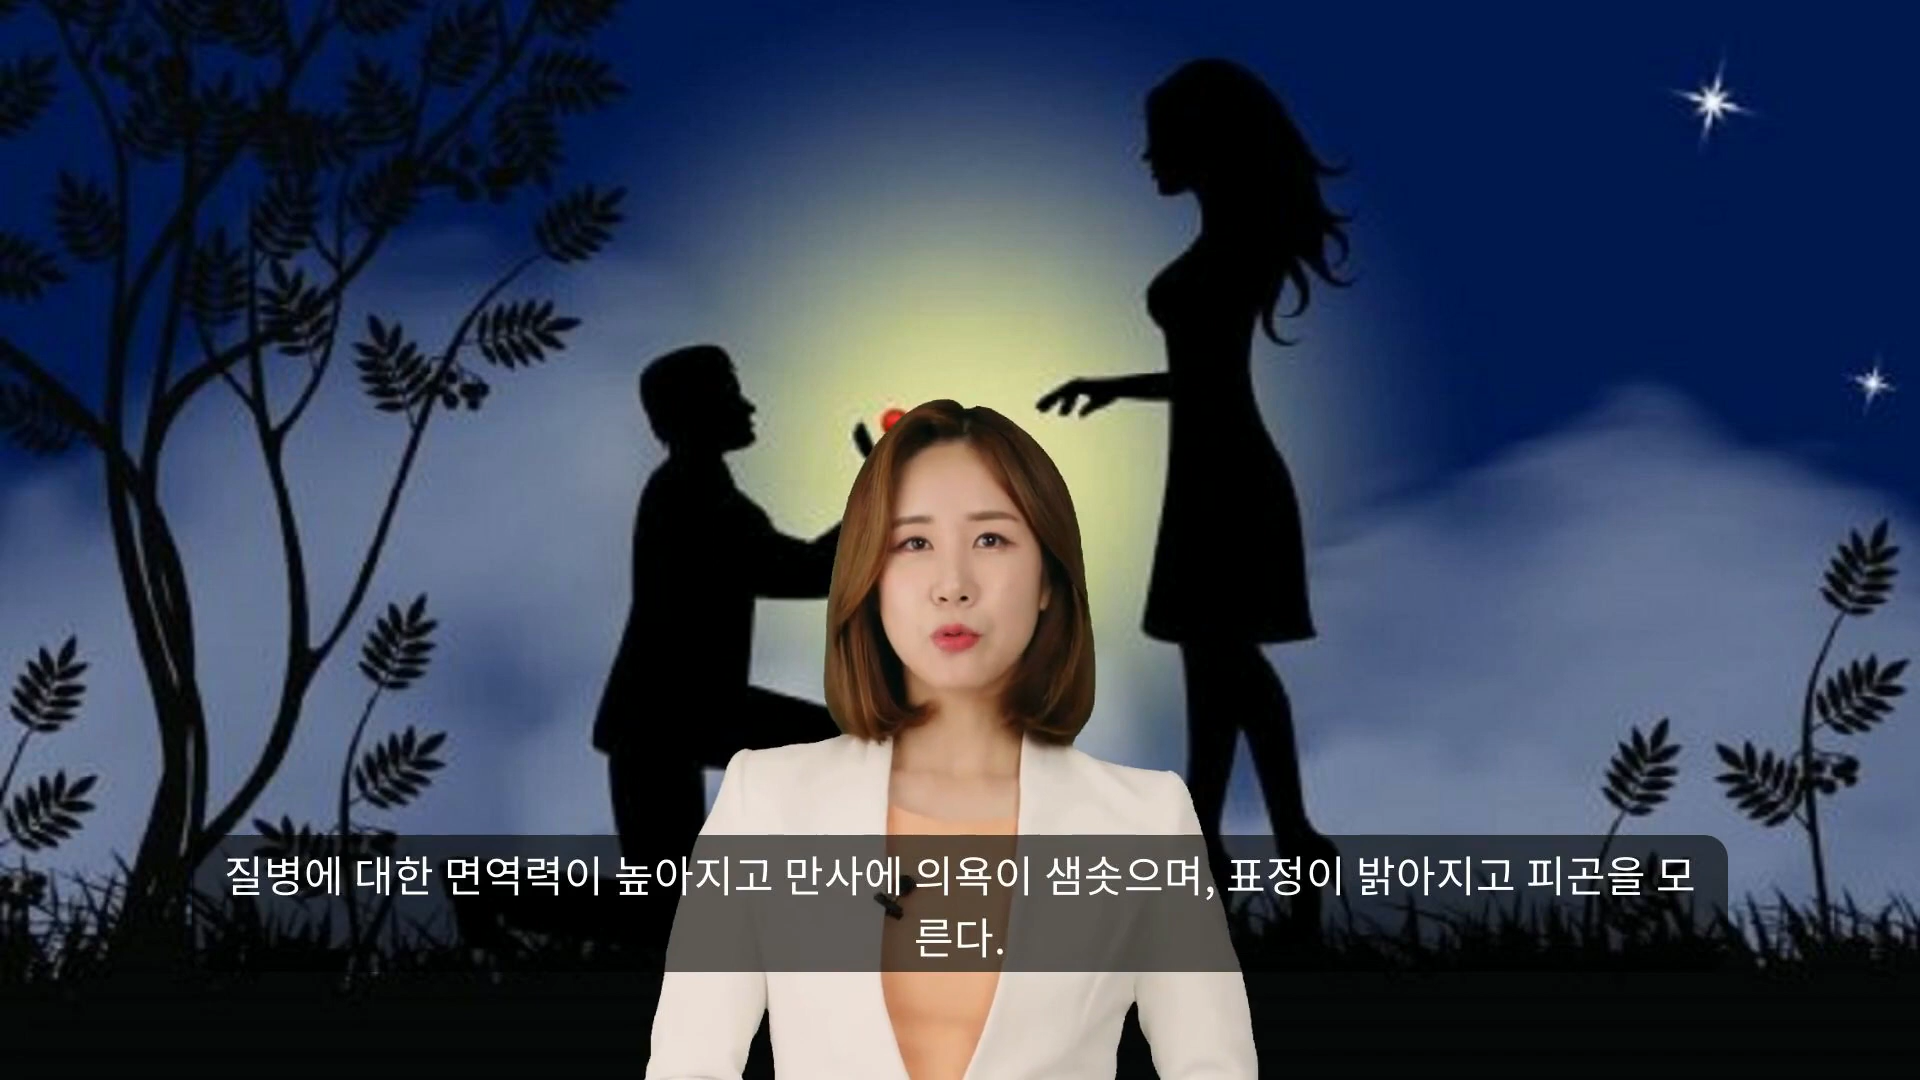 질병에 대한 면역력이 높아지고 만사에 의욕이 샘솟으며, 표정이 밝아지고 피곤을 모
른다.